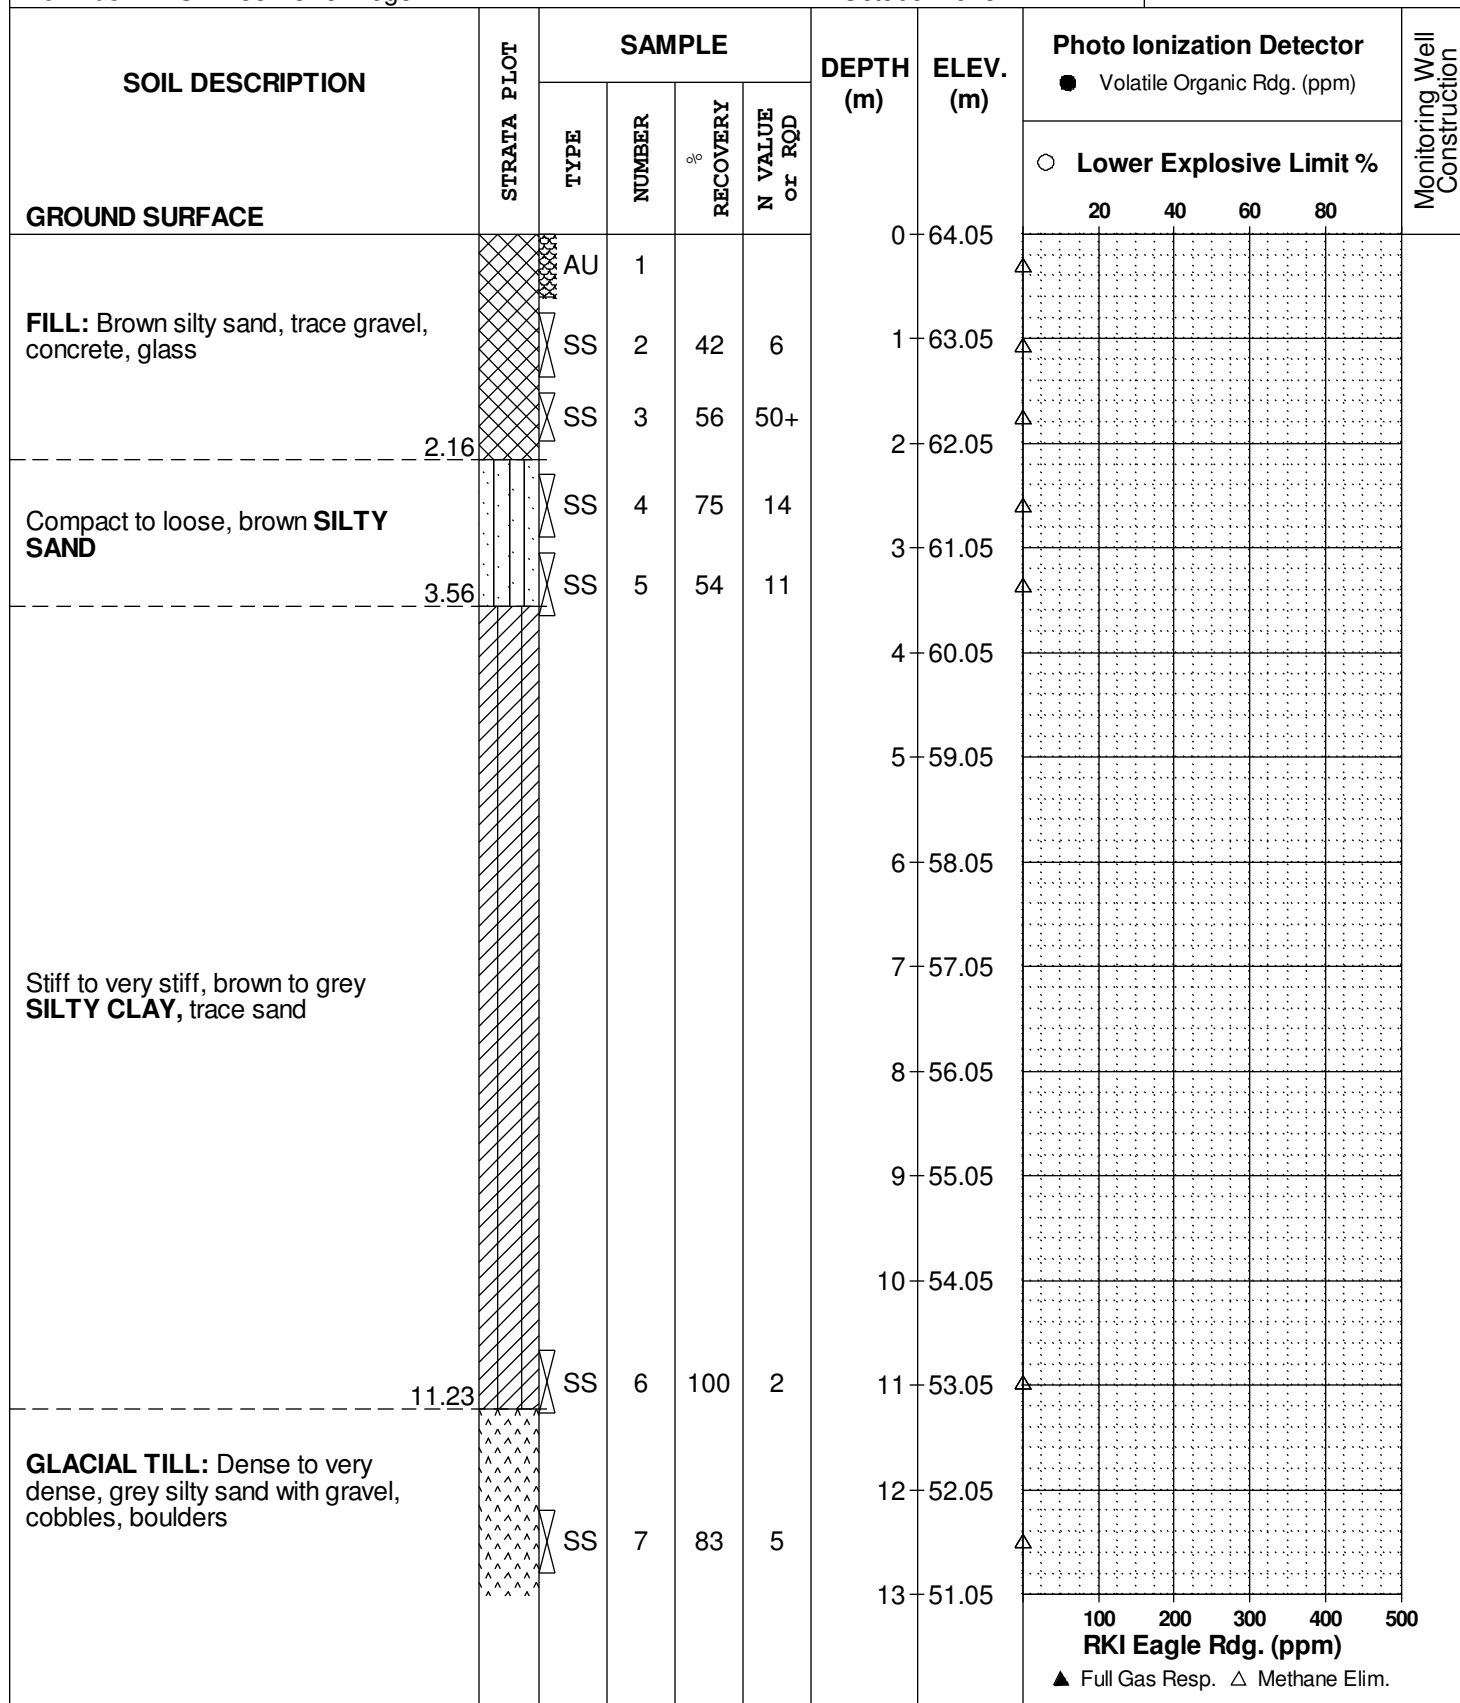 SOIL DESCRIPTION
GROUND SURFACE
STRATA PLOT
SAMPLE
TYPE
NUMBER
%
RECOVERY
N VALUE
or RQD
DEPTH
(m)
ELEV.
(m)
Photo Ionization Detector
● Volatile Organic Rdg. (ppm)
○ Lower Explosive Limit %
20 40 60 80
Monitoring Well
Construction
0 64.05
AU 1
FILL: Brown silty sand, trace gravel,
concrete, glass
SS 2 42 6
1 63.05
SS 3 56 50+
2.16
2 62.05
Compact to loose, brown SILTY
SAND
SS 4 75 14
3 61.05
SS 5 54 11
3.56
4 60.05
5 59.05
6 58.05
Stiff to very stiff, brown to grey
SILTY CLAY, trace sand
7 57.05
8 56.05
9 55.05
10 54.05
SS 6 100 2
11 53.05
11.23
GLACIAL TILL: Dense to very
dense, grey silty sand with gravel,
cobbles, boulders
12 52.05
SS 7 83 5
13 51.05
100 200 300 400 500
RKI Eagle Rdg. (ppm)
▲ Full Gas Resp. △ Methane Elim.